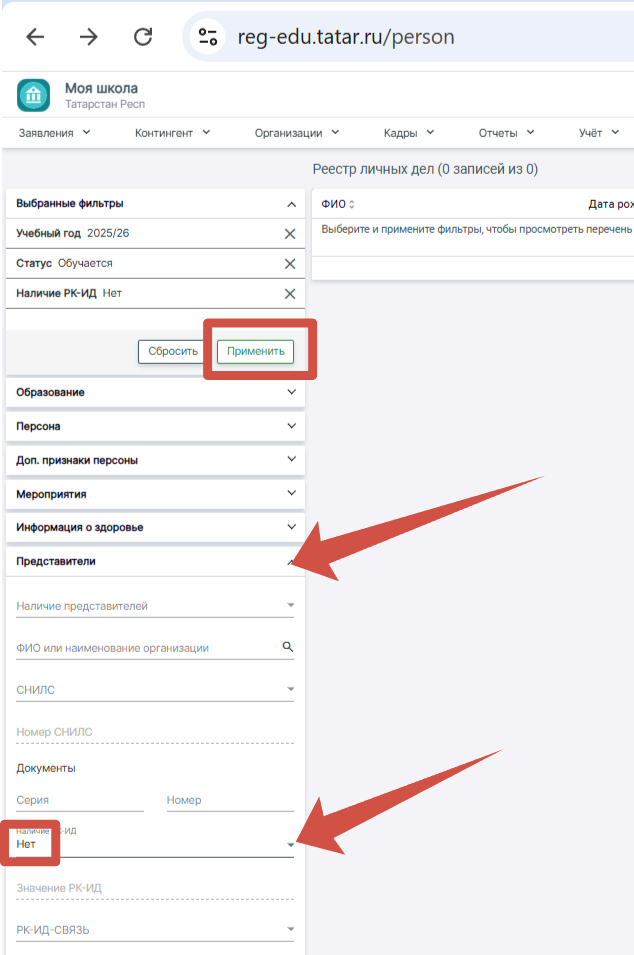 reg-edu.tatar.ru/person
Моя школа
Татарстан Респ
Заявления Контингент Организации Кадры Отчеты Учёт
Реестр личных дел (0 записей из 0)
Выбранные фильтры
ФИО Дата рож
Учебный год 2025/26
Выберите и примените фильтры, чтобы просмотреть перечень
Статус Обучается
Наличие РК-ИД Нет
Сбросить Применить
Образование
Персона
Доп. признаки персоны
Мероприятия
Информация о здоровье
Представители
Наличие представителей
ФИО или наименование организации
СНИЛС
Номер СНИЛС
Документы
Серия Номер
Наличие РК-ИД
Нет
Значение РК-ИД
РК-ИД-СВЯЗЬ